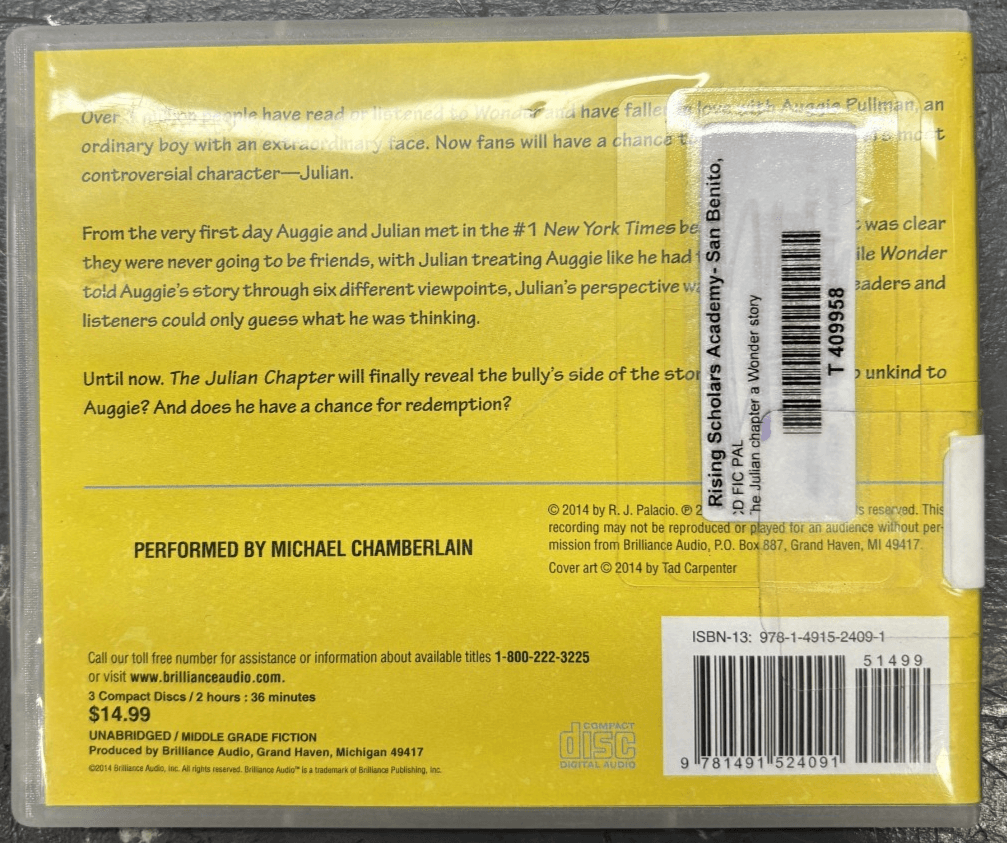 Over 3 million people have read or listened to Wonder and have fallen in love with Auggie Pullman, an
ordinary boy with an extraordinary face. Now fans will have a chance most
controversial character—Julian.
From the very first day Auggie and Julian met in the #1 New York Times was clear
they were never going to be friends, with Julian treating Auggie like he had Wonder
told Auggie's story through six different viewpoints, Julian's perspective and
listeners could only guess what he was thinking.
Until now. The Julian Chapter will finally reveal the bully's side of the unkind to
Auggie? And does he have a chance for redemption?
Rising Scholars Academy- San Benito,
FIC PAL
Julian chapter a Wonder story
T 409958
PERFORMED BY MICHAEL CHAMBERLAIN
© 2014 by R. J. Palacio. ℗ reserved. This
recording may not be reproduced or played for an audience without per-
mission from Brilliance Audio, P.O. Box 887, Grand Haven, MI 49417.
Cover art © 2014 by Tad Carpenter
Call our toll free number for assistance or information about available titles 1-800-222-3225
or visit www.brillianceaudio.com.
3 Compact Discs / 2 hours : 36 minutes
$14.99
UNABRIDGED / MIDDLE GRADE FICTION
Produced by Brilliance Audio, Grand Haven, Michigan 49417
©2014 Brilliance Audio, Inc. All rights reserved. Brilliance Audio™ is a trademark of Brilliance Publishing, Inc.
COMPACT
disc
DIGITAL AUDIO
ISBN-13: 978-1-4915-2409-1
51499
9 781491 524091